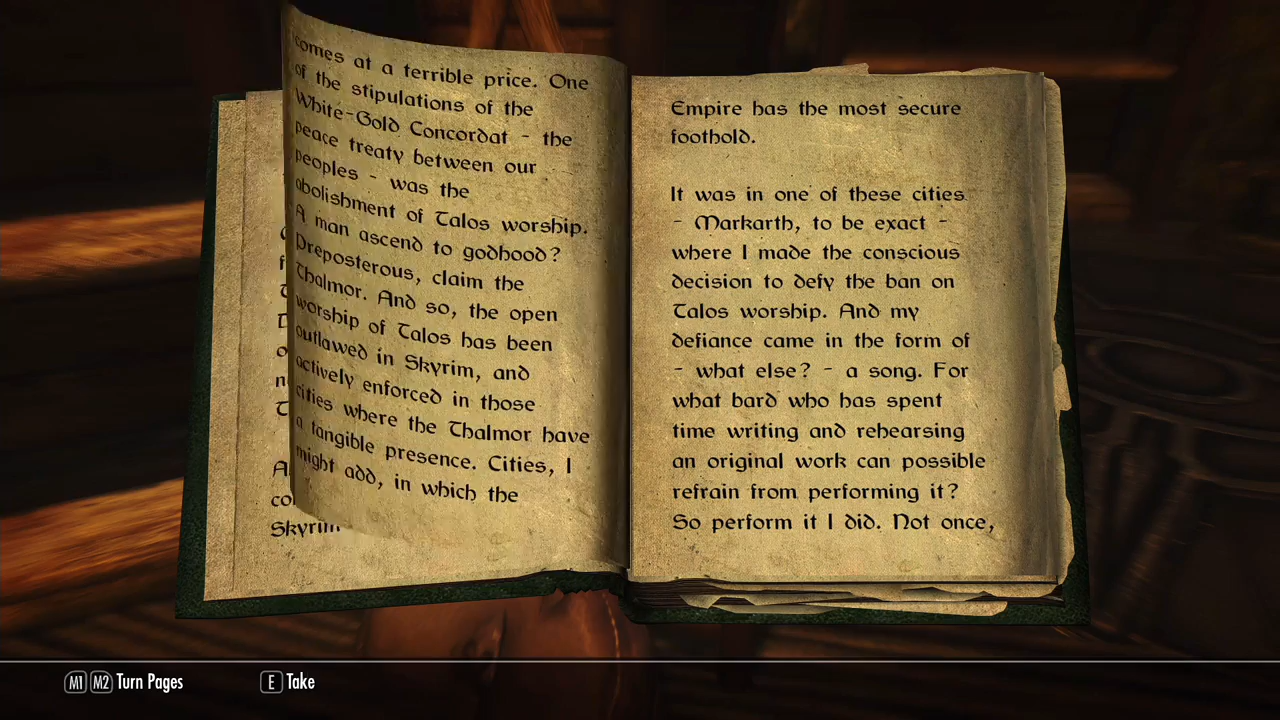 comes at a terrible price. One
of the stipulations of the
White-Gold Concordat - the
peace treaty between our
peoples - was the
abolishment of Talos worship.
A man ascend to godhood?
Preposterous, claim the
Thalmor. And so, the open
worship of Talos has been
outlawed in Skyrim, and
actively enforced in those
cities where the Thalmor have
a tangible presence. Cities, I
might add, in which the
Skyrim
Empire has the most secure
foothold.
It was in one of these cities
- Markarth, to be exact -
where I made the conscious
decision to defy the ban on
Talos worship. And my
defiance came in the form of
- what else? - a song. For
what bard who has spent
time writing and rehearsing
an original work can possible
refrain from performing it?
So perform it I did. Not once,
M1 M2 Turn Pages
E Take